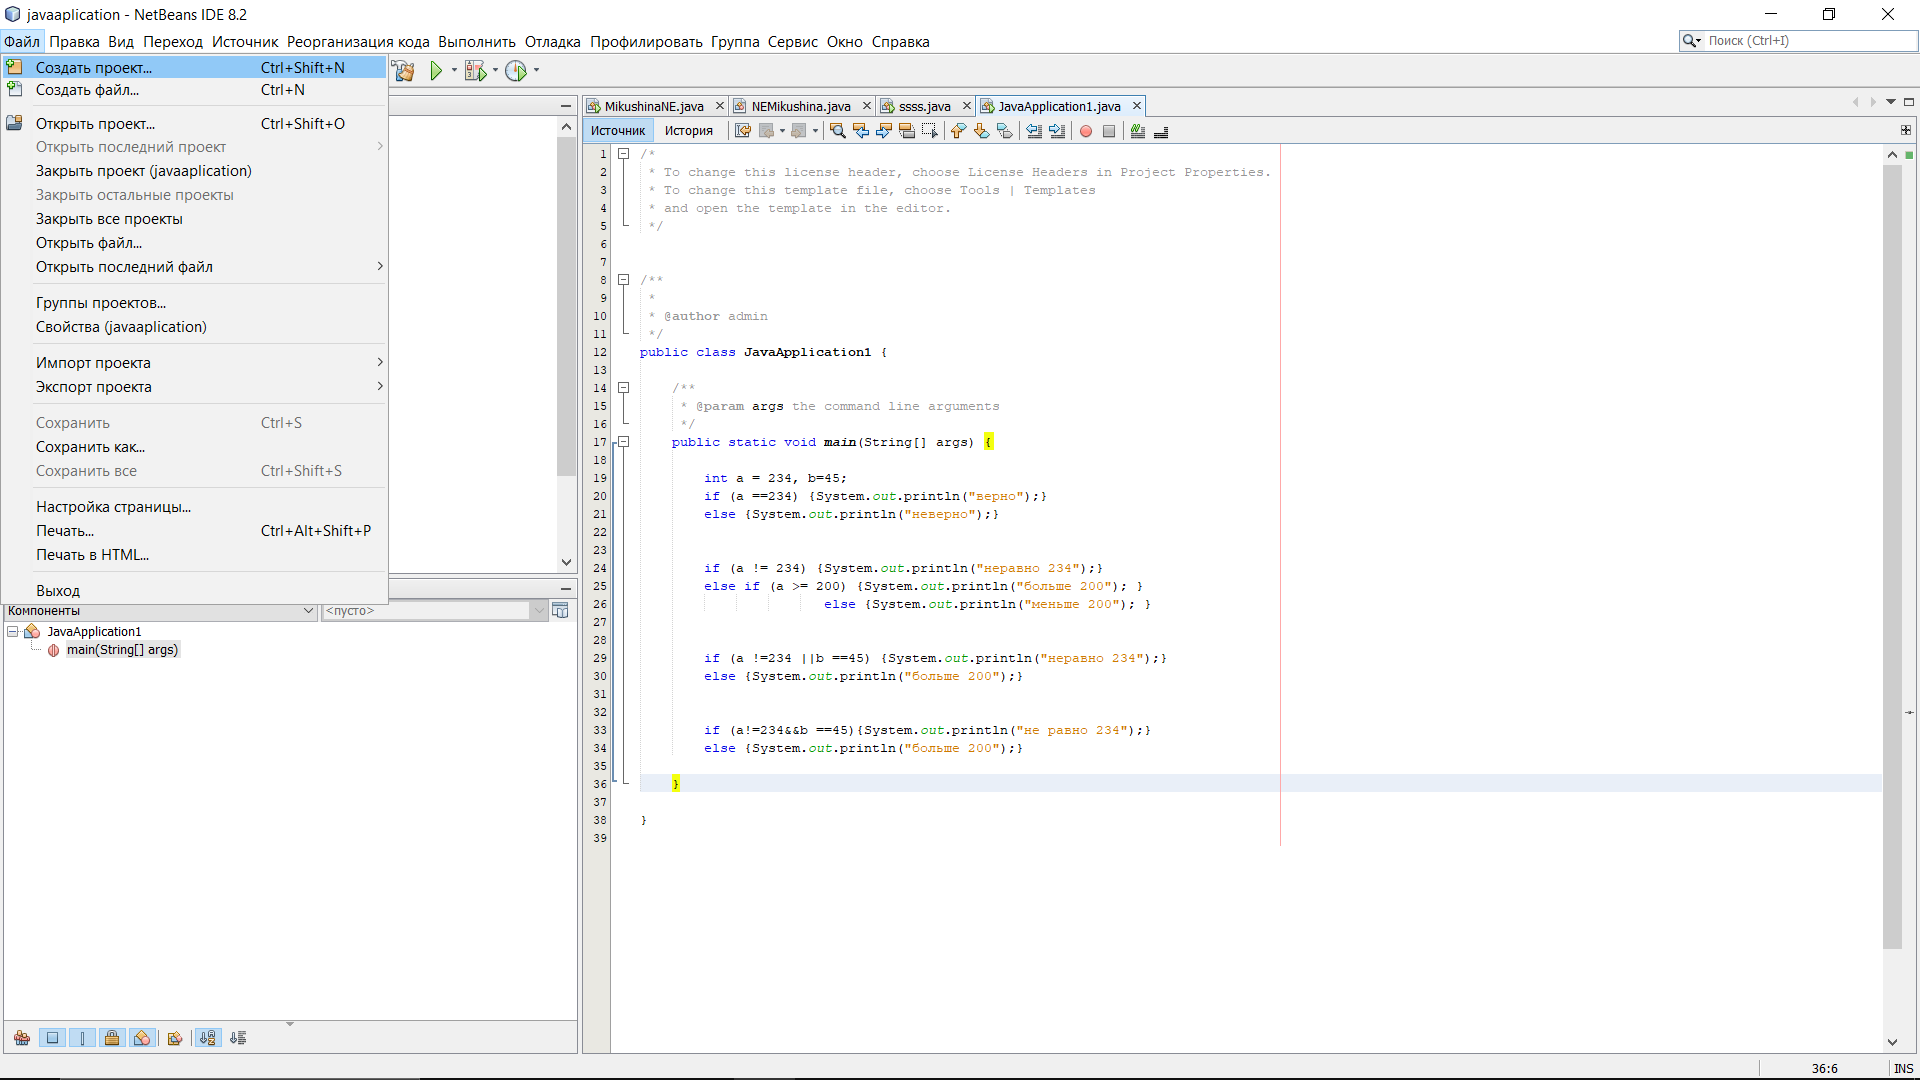 javaaplication - NetBeans IDE 8.2
Файл Правка Вид Переход Источник Реорганизация кода Выполнить Отладка Профилировать Группа Сервис Окно Справка
Поиск (Ctrl+I)
Создать проект... Ctrl+Shift+N
Создать файл... Ctrl+N
Открыть проект... Ctrl+Shift+O
Открыть последний проект
Закрыть проект (javaaplication)
Закрыть остальные проекты
Закрыть все проекты
Открыть файл...
Открыть последний файл
Группы проектов...
Свойства (javaaplication)
Импорт проекта
Экспорт проекта
Сохранить Ctrl+S
Сохранить как...
Сохранить все Ctrl+Shift+S
Настройка страницы...
Печать... Ctrl+Alt+Shift+P
Печать в HTML...
Выход
Компоненты <пусто>
JavaApplication1
main(String[] args)
MikushinaNE.java NEMikushina.java ssss.java JavaApplication1.java
Источник История
1 /*
2 * To change this license header, choose License Headers in Project Properties.
3 * To change this template file, choose Tools | Templates
4 * and open the template in the editor.
5 */
6
7
8 /**
9 *
10 * @author admin
11 */
12 public class JavaApplication1 {
13
14 /**
15 * @param args the command line arguments
16 */
17 public static void main(String[] args) {
18
19 int a = 234, b=45;
20 if (a ==234) {System.out.println("верно");}
21 else {System.out.println("неверно");}
22
23
24 if (a != 234) {System.out.println("неравно 234");}
25 else if (a >= 200) {System.out.println("больше 200"); }
26 else {System.out.println("меньше 200"); }
27
28
29 if (a !=234 ||b ==45) {System.out.println("неравно 234");}
30 else {System.out.println("больше 200");}
31
32
33 if (a!=234&&b ==45){System.out.println("не равно 234");}
34 else {System.out.println("больше 200");}
35
36 }
37
38 }
39
36:6 INS